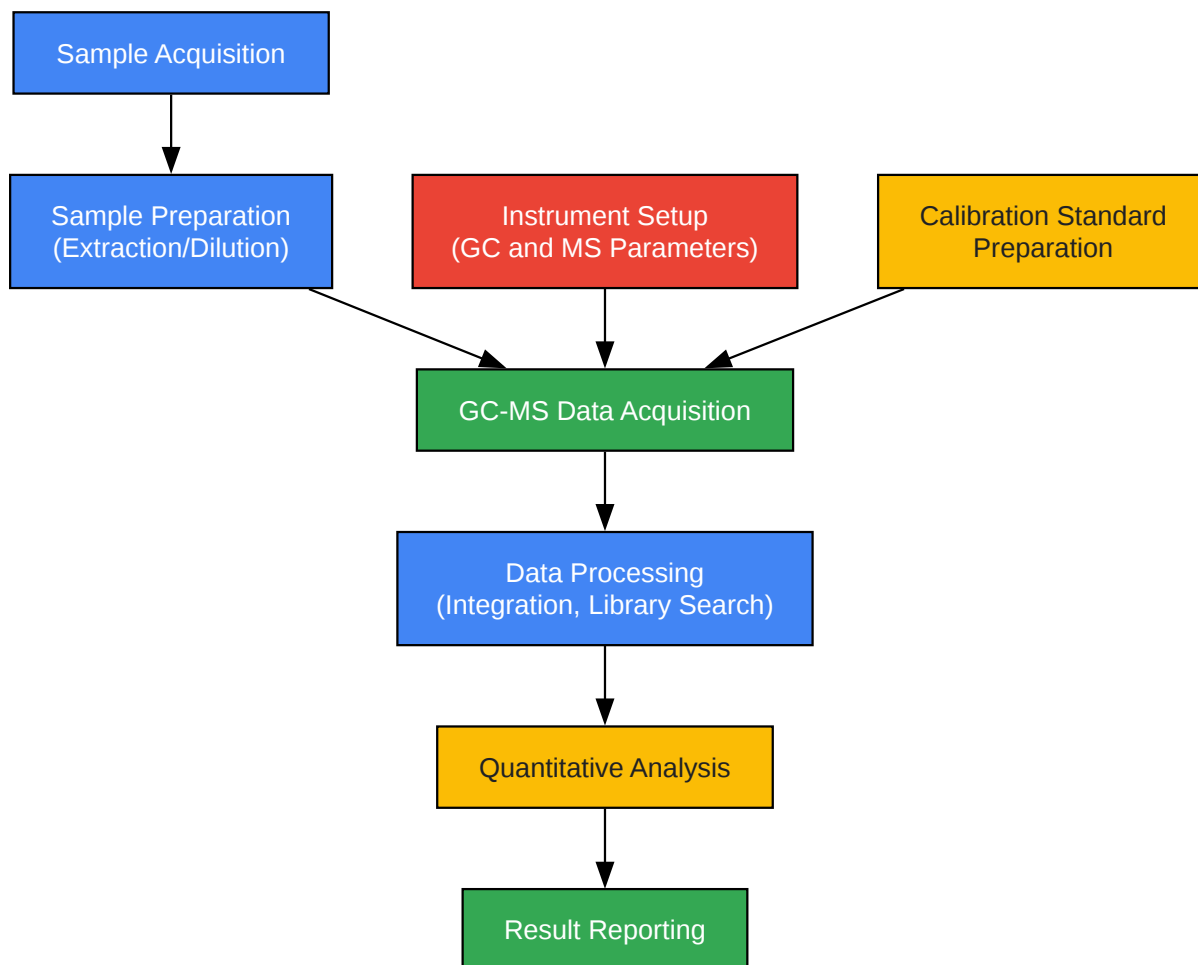 Sample Acquisition
Sample Preparation
(Extraction/Dilution)
Instrument Setup
(GC and MS Parameters)
Calibration Standard
Preparation
GC-MS Data Acquisition
Data Processing
(Integration, Library Search)
Quantitative Analysis
Result Reporting